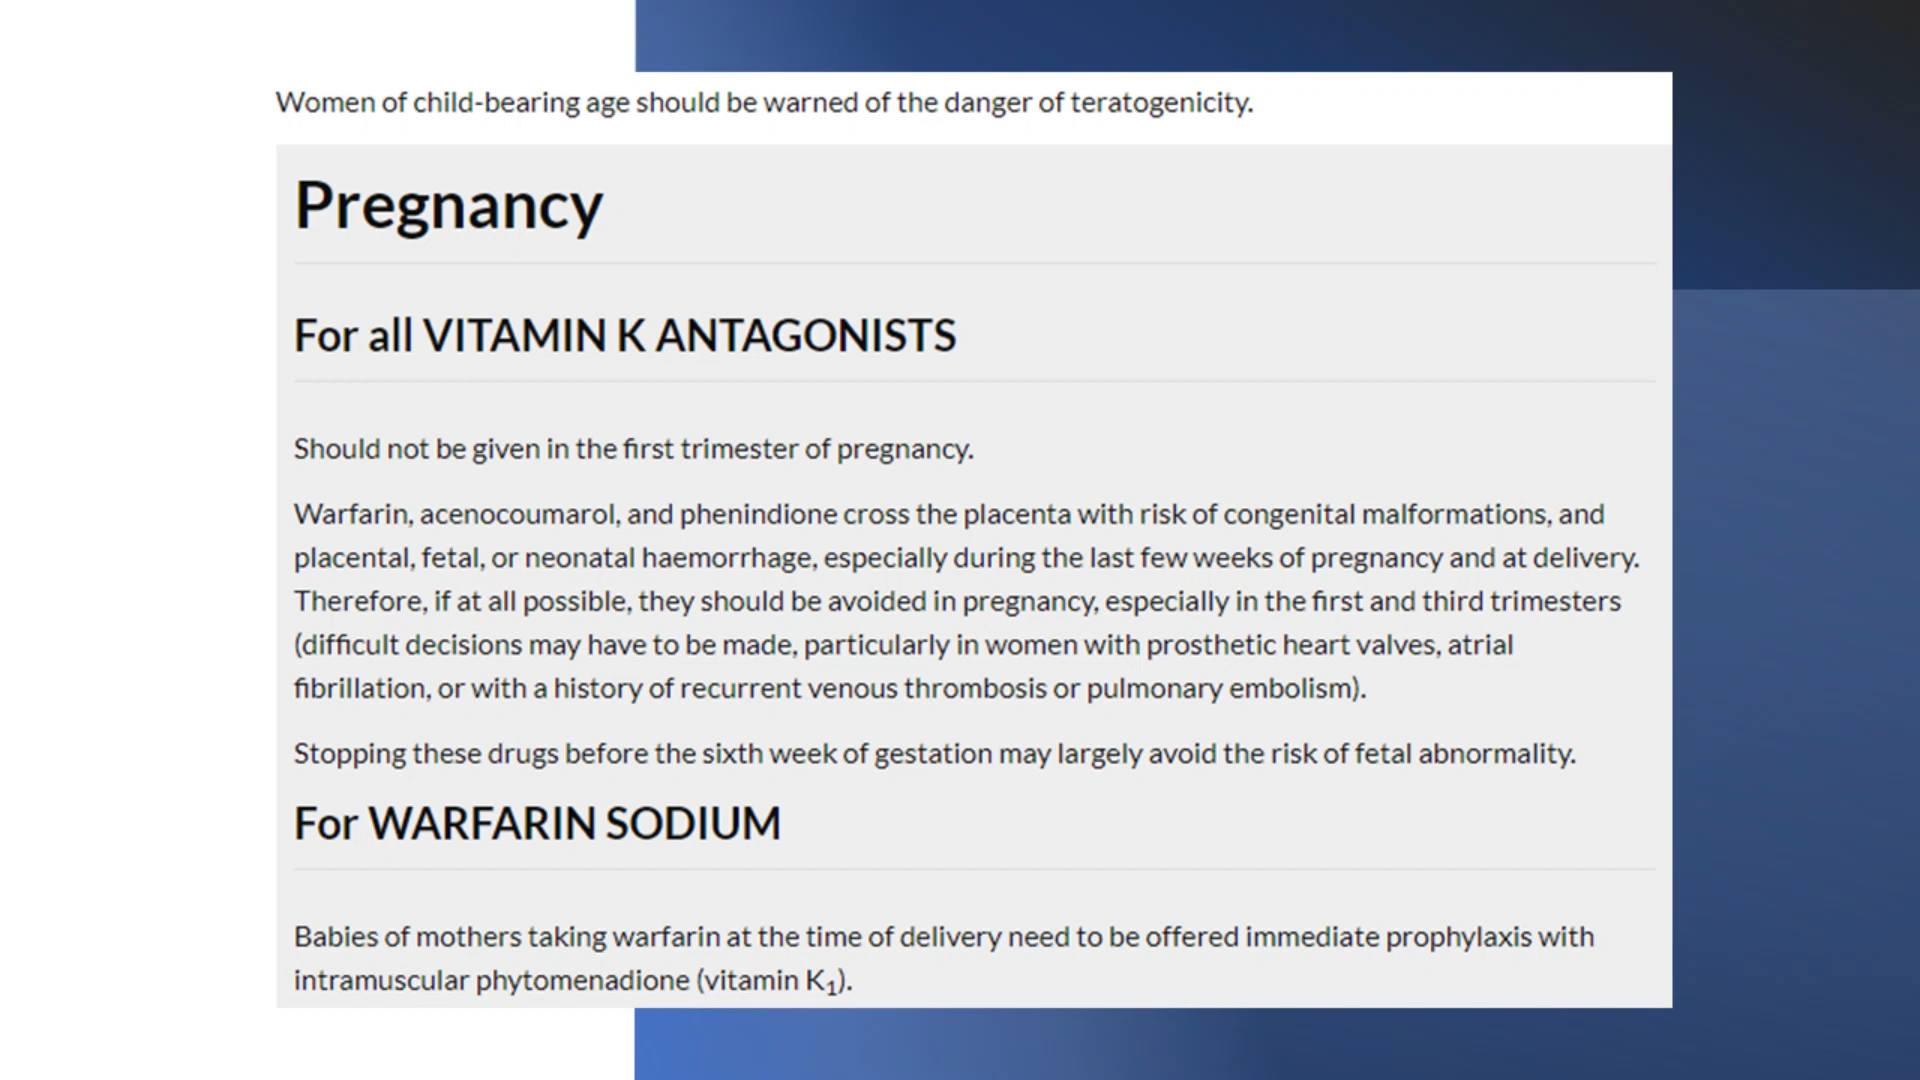 Women of child-bearing age should be warned of the danger of teratogenicity.
Pregnancy
For all VITAMIN K ANTAGONISTS
Should not be given in the first trimester of pregnancy.
Warfarin, acenocoumarol, and phenindione cross the placenta with risk of congenital malformations, and
placental, fetal, or neonatal haemorrhage, especially during the last few weeks of pregnancy and at delivery.
Therefore, if at all possible, they should be avoided in pregnancy, especially in the first and third trimesters
(difficult decisions may have to be made, particularly in women with prosthetic heart valves, atrial
fibrillation, or with a history of recurrent venous thrombosis or pulmonary embolism).
Stopping these drugs before the sixth week of gestation may largely avoid the risk of fetal abnormality.
For WARFARIN SODIUM
Babies of mothers taking warfarin at the time of delivery need to be offered immediate prophylaxis with
intramuscular phytomenadione (vitamin K₁).